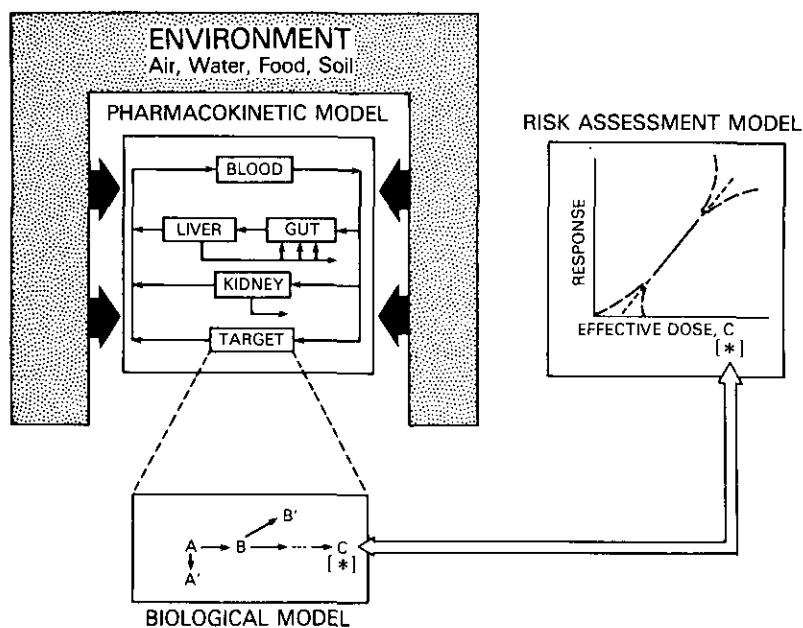 ENVIRONMENT
Air, Water, Food, Soil
PHARMACOKINETIC MODEL
BLOOD
LIVER
GUT
KIDNEY
TARGET
RISK ASSESSMENT MODEL
RESPONSE
EFFECTIVE DOSE, C
[*]
B'
A B --- C
[*]
A'
BIOLOGICAL MODEL